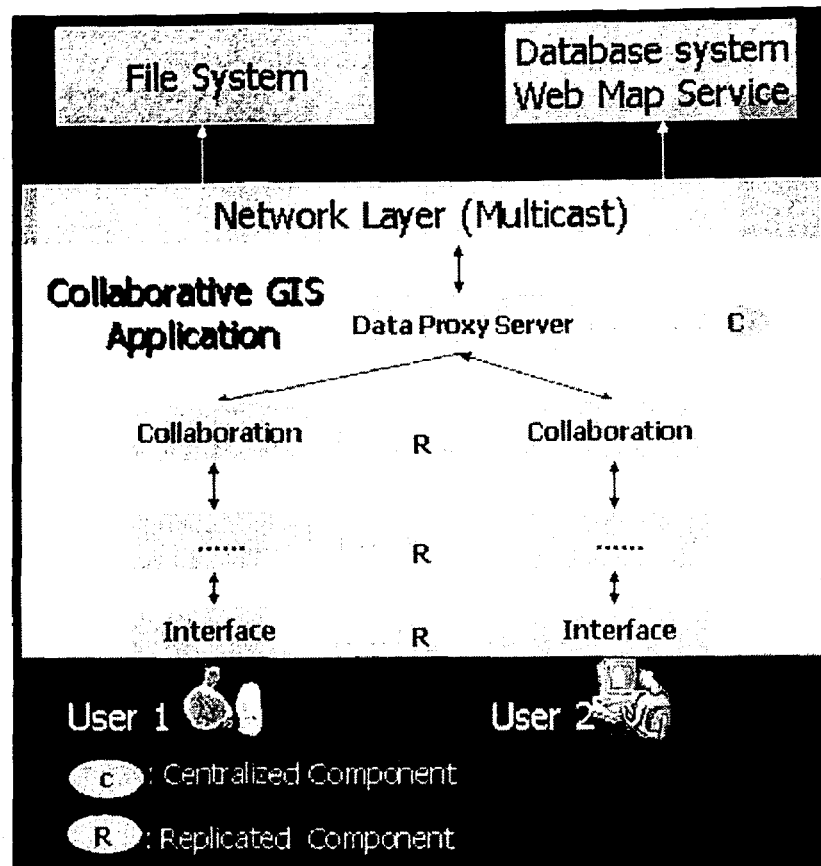 File System
Database system
Web Map Service
Network Layer (Multicast)
Collaborative GIS
Application
Data Proxy Server C
Collaboration R Collaboration
...... R ......
Interface R Interface
User 1 User 2
C : Centralized Component
R : Replicated Component